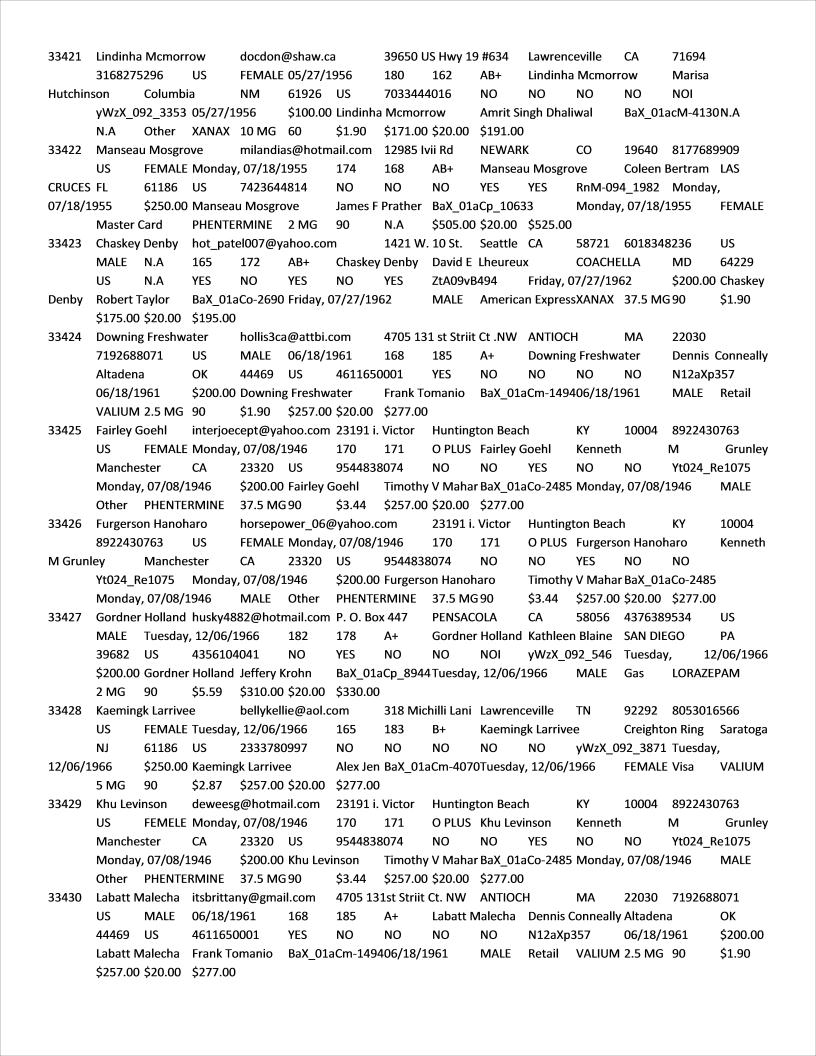 33421 Lindinha Mcmorrow docdon@shaw.ca 39650 US Hwy 19 #634 Lawrenceville CA 71694
3168275296 US FEMALE 05/27/1956 180 162 AB+ Lindinha Mcmorrow Marisa
Hutchinson Columbia NM 61926 US 7033444016 NO NO NO NO NOI
yWzX_092_3353 05/27/1956 $100.00 Lindinha Mcmorrow Amrit Singh Dhaliwal BaX_01acM-4130N.A
N.A Other XANAX 10 MG 60 $1.90 $171.00 $20.00 $191.00
33422 Manseau Mosgrove milandias@hotmail.com 12985 Ivii Rd NEWARK CO 19640 8177689909
US FEMALE Monday, 07/18/1955 174 168 AB+ Manseau Mosgrove Coleen Bertram LAS
CRUCES FL 61186 US 7423644814 NO NO NO YES YES RnM-094_1982 Monday,
07/18/1955 $250.00 Manseau Mosgrove James F Prather BaX_01aCp_10633 Monday, 07/18/1955 FEMALE
Master Card PHENTERMINE 2 MG 90 N.A $505.00 $20.00 $525.00
33423 Chaskey Denby hot_patel007@yahoo.com 1421 W. 10 St. Seattle CA 58721 6018348236 US
MALE N.A 165 172 AB+ Chaskey Denby David E Lheureux COACHELLA MD 64229
US N.A YES NO YES NO YES ZtA09vB494 Friday, 07/27/1962 $200.00 Chaskey
Denby Robert Taylor BaX_01aCo-2690 Friday, 07/27/1962 MALE American ExpressXANAX 37.5 MG 90 $1.90
$175.00 $20.00 $195.00
33424 Downing Freshwater hollis3ca@attbi.com 4705 131 st Striit Ct .NW ANTIOCH MA 22030
7192688071 US MALE 06/18/1961 168 185 A+ Downing Freshwater Dennis Conneally
Altadena OK 44469 US 4611650001 YES NO NO NO NO N12aXp357
06/18/1961 $200.00 Downing Freshwater Frank Tomanio BaX_01aCm-149406/18/1961 MALE Retail
VALIUM 2.5 MG 90 $1.90 $257.00 $20.00 $277.00
33425 Fairley Goehl interjoecept@yahoo.com 23191 i. Victor Huntington Beach KY 10004 8922430763
US FEMALE Monday, 07/08/1946 170 171 O PLUS Fairley Goehl Kenneth M Grunley
Manchester CA 23320 US 9544838074 NO NO YES NO NO Yt024_Re1075
Monday, 07/08/1946 $200.00 Fairley Goehl Timothy V Mahar BaX_01aCo-2485 Monday, 07/08/1946 MALE
Other PHENTERMINE 37.5 MG 90 $3.44 $257.00 $20.00 $277.00
33426 Furgerson Hanoharo horsepower_06@yahoo.com 23191 i. Victor Huntington Beach KY 10004
8922430763 US FEMALE Monday, 07/08/1946 170 171 O PLUS Furgerson Hanoharo Kenneth
M Grunley Manchester CA 23320 US 9544838074 NO NO YES NO NO
Yt024_Re1075 Monday, 07/08/1946 $200.00 Furgerson Hanoharo Timothy V Mahar BaX_01aCo-2485
Monday, 07/08/1946 MALE Other PHENTERMINE 37.5 MG 90 $3.44 $257.00 $20.00 $277.00
33427 Gordner Holland husky4882@hotmail.com P. O. Box 447 PENSACOLA CA 58056 4376389534 US
MALE Tuesday, 12/06/1966 182 178 A+ Gordner Holland Kathleen Blaine SAN DIEGO PA
39682 US 4356104041 NO YES NO NO NOI yWzX_092_546 Tuesday, 12/06/1966
$200.00 Gordner Holland Jeffery Krohn BaX_01aCp_8944Tuesday, 12/06/1966 MALE Gas LORAZEPAM
2 MG 90 $5.59 $310.00 $20.00 $330.00
33428 Kaemingk Larrivee bellykellie@aol.com 318 Michilli Lani Lawrenceville TN 92292 8053016566
US FEMALE Tuesday, 12/06/1966 165 183 B+ Kaemingk Larrivee Creighton Ring Saratoga
NJ 61186 US 2333780997 NO NO NO NO NO yWzX_092_3871 Tuesday,
12/06/1966 $250.00 Kaemingk Larrivee Alex Jen BaX_01aCm-4070Tuesday, 12/06/1966 FEMALE Visa VALIUM
5 MG 90 $2.87 $257.00 $20.00 $277.00
33429 Khu Levinson deweesg@hotmail.com 23191 i. Victor Huntington Beach KY 10004 8922430763
US FEMELE Monday, 07/08/1946 170 171 O PLUS Khu Levinson Kenneth M Grunley
Manchester CA 23320 US 9544838074 NO NO YES NO NO Yt024_Re1075
Monday, 07/08/1946 $200.00 Khu Levinson Timothy V Mahar BaX_01aCo-2485 Monday, 07/08/1946 MALE
Other PHENTERMINE 37.5 MG 90 $3.44 $257.00 $20.00 $277.00
33430 Labatt Malecha itsbrittany@gmail.com 4705 131st Striit Ct. NW ANTIOCH MA 22030 7192688071
US MALE 06/18/1961 168 185 A+ Labatt Malecha Dennis Conneally Altadena OK
44469 US 4611650001 YES NO NO NO NO N12aXp357 06/18/1961 $200.00
Labatt Malecha Frank Tomanio BaX_01aCm-149406/18/1961 MALE Retail VALIUM 2.5 MG 90 $1.90
$257.00 $20.00 $277.00